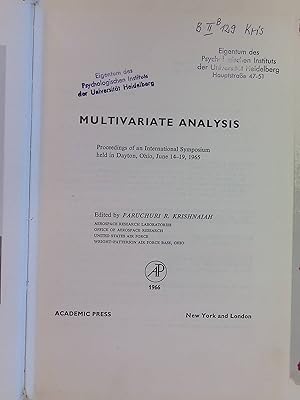 B II B 129 Kris
Eigentum des
Psychologischen Instituts
der Universität Heidelberg
Hauptstraße 47-51
Eigentum des
Psychologischen Instituts
der Universität Heidelberg
MULTIVARIATE ANALYSIS
Proceedings of an International Symposium
held in Dayton, Ohio, June 14-19, 1965
Edited by PARUCHURI R. KRISHNAIAH
AEROSPACE RESEARCH LABORATORIES
OFFICE OF AEROSPACE RESEARCH
UNITED STATES AIR FORCE
WRIGHT-PATTERSON AIR FORCE BASE, OHIO
AP
1966
ACADEMIC PRESS New York and London